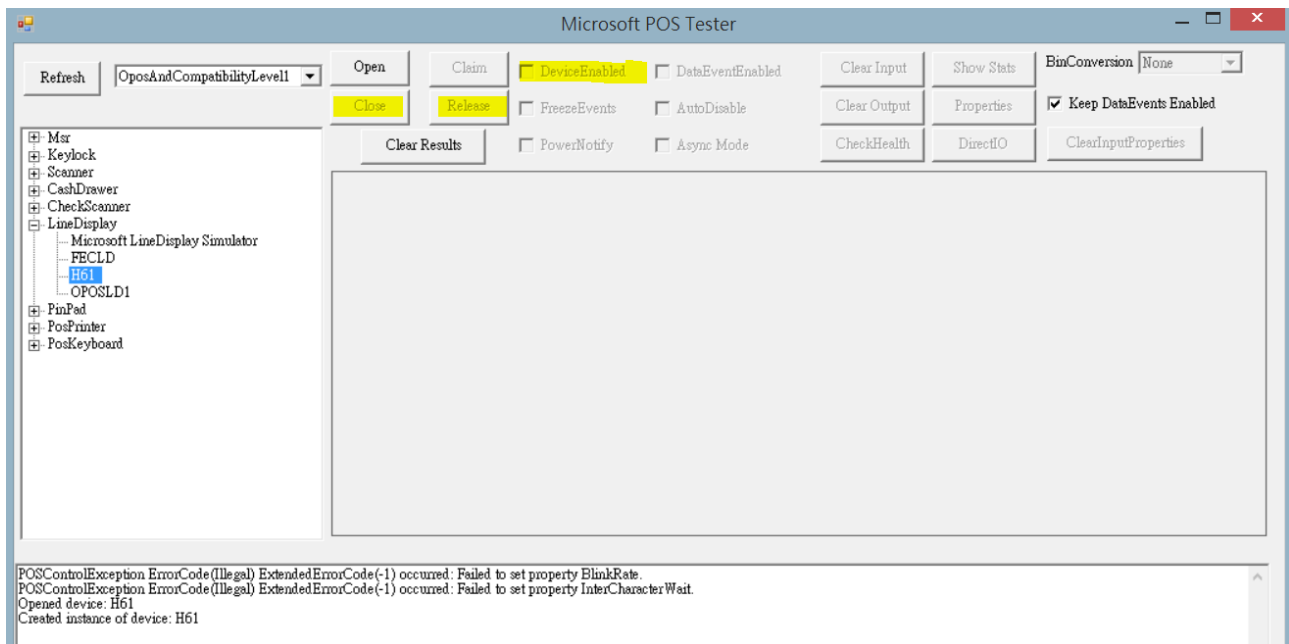 Microsoft POS Tester
Refresh
OposAndCompatibilityLevel1
Open
Claim
DeviceEnabled
DataEventEnabled
Clear Input
Show Stats
BinConversion None
Close
Release
FreezeEvents
AutoDisable
Clear Output
Properties
Keep DataEvents Enabled
Clear Results
PowerNotify
Async Mode
CheckHealth
DirectIO
ClearInputProperties
Msr
Keylock
Scanner
CashDrawer
CheckScanner
LineDisplay
Microsoft LineDisplay Simulator
FECLD
H61
OPOSLD1
PinPad
PosPrinter
PosKeyboard
POSControlException ErrorCode(Illegal) ExtendedErrorCode(-1) occurred: Failed to set property BlinkRate.
POSControlException ErrorCode(Illegal) ExtendedErrorCode(-1) occurred: Failed to set property InterCharacterWait.
Opened device: H61
Created instance of device: H61